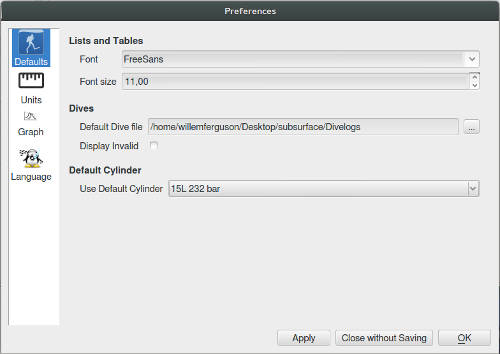 Preferences
Defaults
Units
Graph
Language
Lists and Tables
Font FreeSans
Font size 11,00
Dives
Default Dive file /home/willemferguson/Desktop/subsurface/Divelogs ...
Display Invalid
Default Cylinder
Use Default Cylinder 15L 232 bar
Apply Close without Saving OK